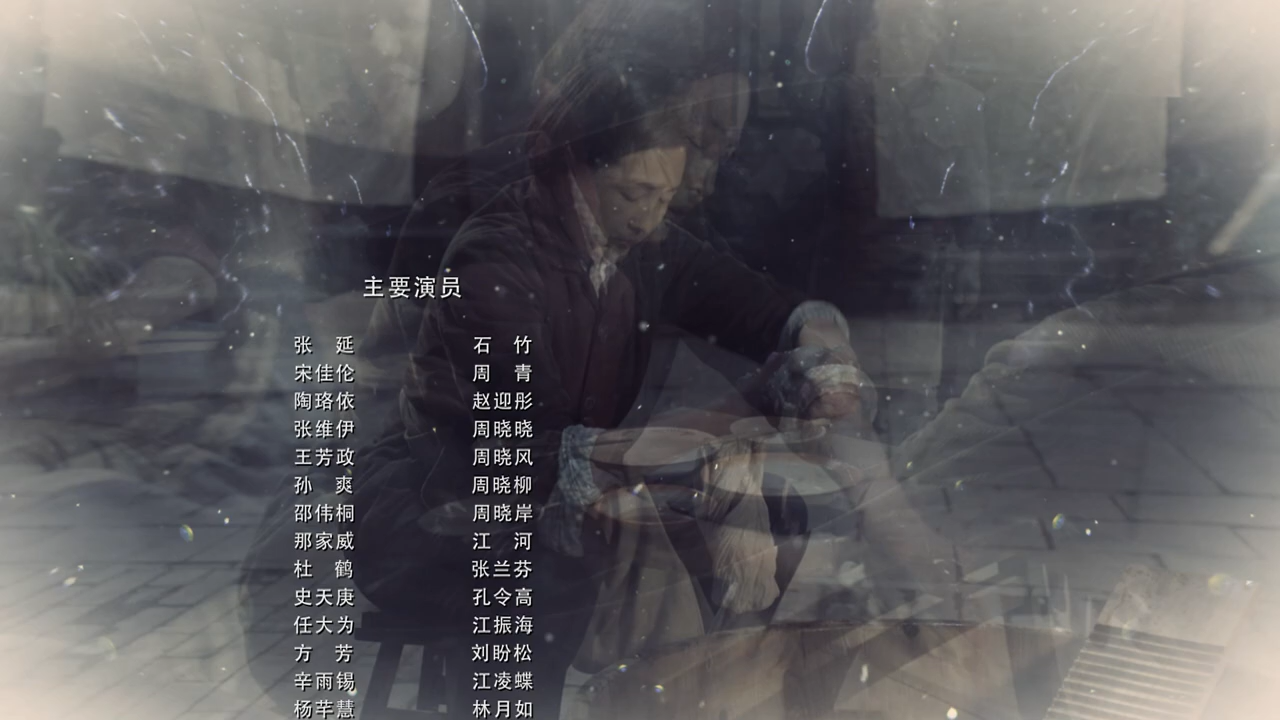 主要演员
张　延　石　竹
宋佳伦　周　青
陶珞依　赵迎彤
张维伊　周晓晓
王芳政　周晓风
孙　爽　周晓柳
邵伟桐　周晓岸
那家威　江　河
杜　鹤　张兰芬
史天庚　孔令高
任大为　江振海
方　芳　刘盼松
辛雨锡　江凌蝶
杨芊慧　林月如